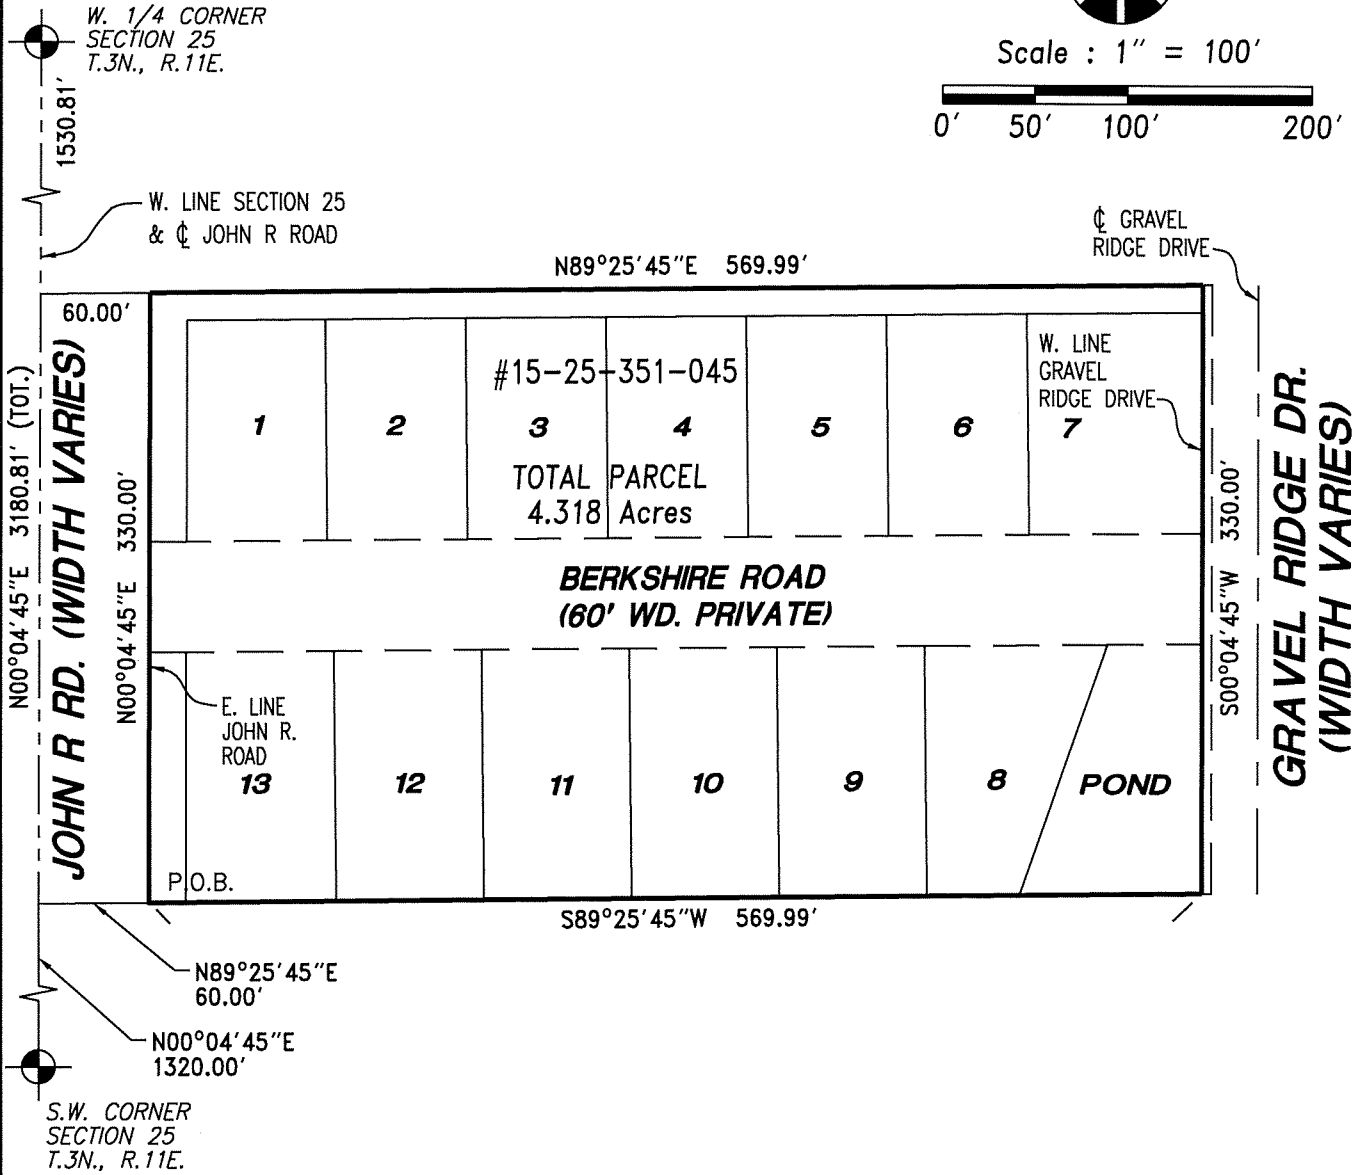 W. 1/4 CORNER
SECTION 25
T.3N., R.11E.
1530.81'
Scale : 1" = 100'
0' 50' 100' 200'
W. LINE SECTION 25
& ℄ JOHN R ROAD
℄ GRAVEL
RIDGE DRIVE
N89°25'45"E 569.99'
60.00'
N00°04'45"E 3180.81' (TOT.)
JOHN R RD. (WIDTH VARIES)
N00°04'45"E 330.00'
#15-25-351-045
W. LINE
GRAVEL
RIDGE DRIVE
1 2 3 4 5 6 7
TOTAL PARCEL
4.318 Acres
BERKSHIRE ROAD
(60' WD. PRIVATE)
S00°04'45"W 330.00'
GRAVEL RIDGE DR.
(WIDTH VARIES)
E. LINE
JOHN R.
ROAD
13 12 11 10 9 8 POND
P.O.B.
S89°25'45"W 569.99'
N89°25'45"E
60.00'
N00°04'45"E
1320.00'
S.W. CORNER
SECTION 25
T.3N., R.11E.